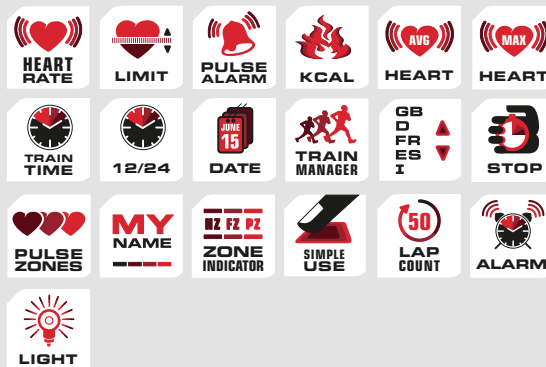 HEART
RATE
LIMIT
PULSE
ALARM
KCAL
AVG
HEART
MAX
HEART
TRAIN
TIME
12/24
JUNE
15
DATE
TRAIN
MANAGER
GB
D
FR
ES
I
STOP
PULSE
ZONES
MY
NAME
HZ FZ PZ
ZONE
INDICATOR
SIMPLE
USE
50
LAP
COUNT
ALARM
LIGHT